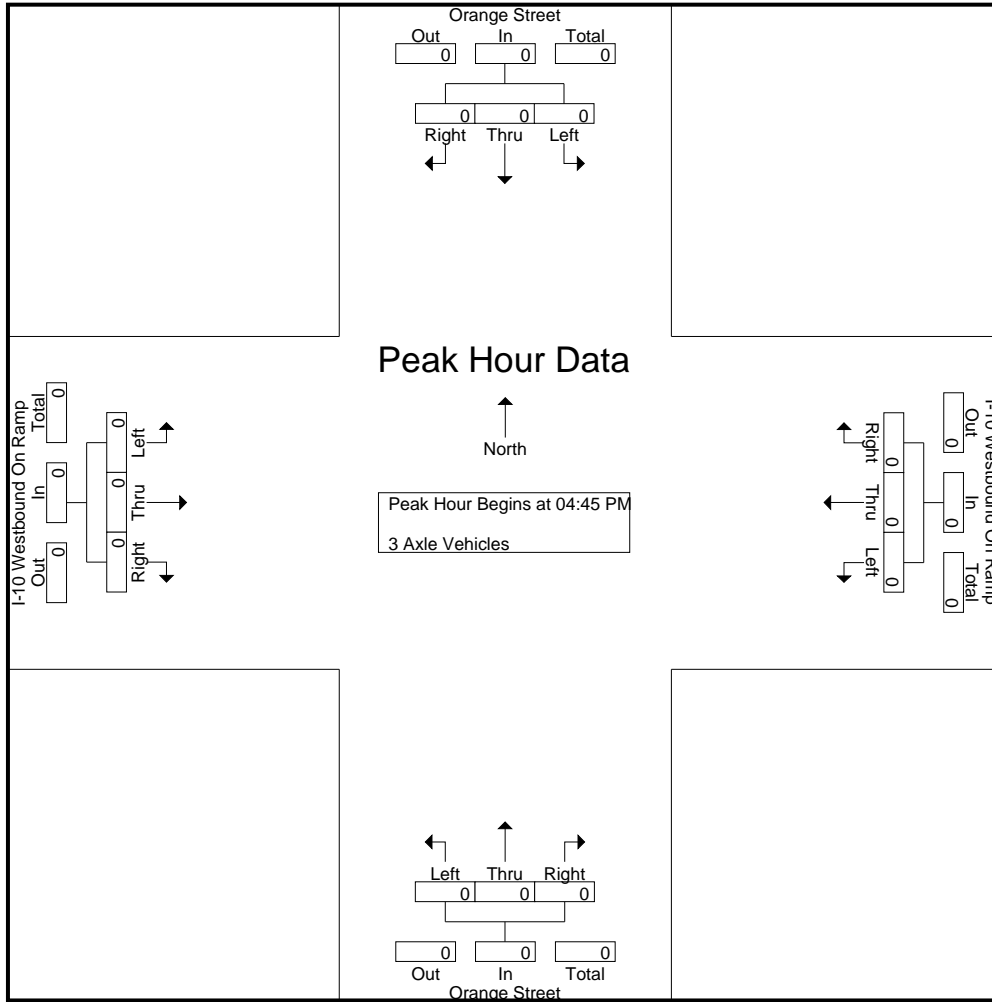 Orange Street
Out In Total
0 0 0
0 0 0
Right Thru Left
Peak Hour Data
North
Peak Hour Begins at 04:45 PM
3 Axle Vehicles
I-10 Westbound On Ramp
Total In Out
0 0 0
0 0 0
Left Thru Right
I-10 Westbound On Ramp
Out In Total
0 0 0
0 0 0
Right Thru Left
Left Thru Right
0 0 0
0 0 0
Out In Total
Orange Street